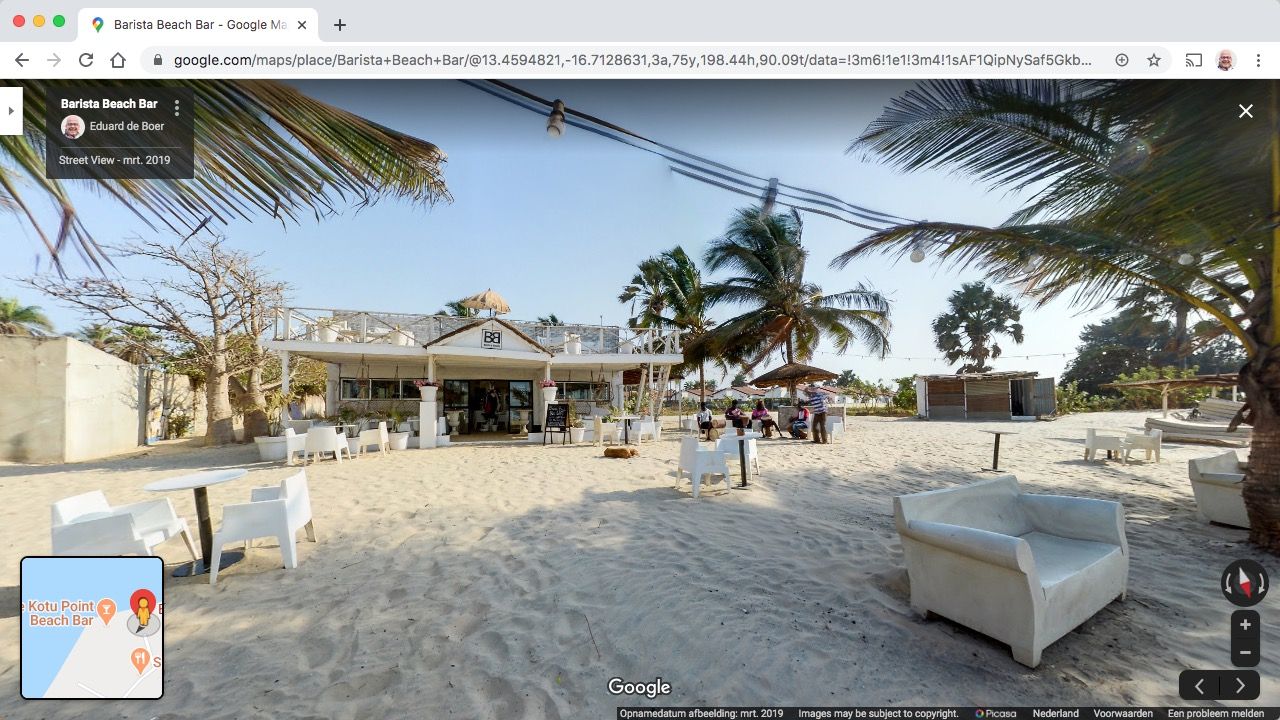 Barista Beach Bar - Google Ma
google.com/maps/place/Barista+Beach+Bar/@13.4554821,-16.7128631,3a,75y,198.44h,90.09t/data=!3m6!1e1!3m4!1sAF1QipNySaf5Gkb...
Barista Beach Bar
Eduard de Boer
Street View - mrt. 2019
BB
Kotu Point
Beach Bar
Google
Opnamedatum afbeelding: mrt. 2019 Images may be subject to copyright. Picasa Nederland Voorwaarden Een probleem melden